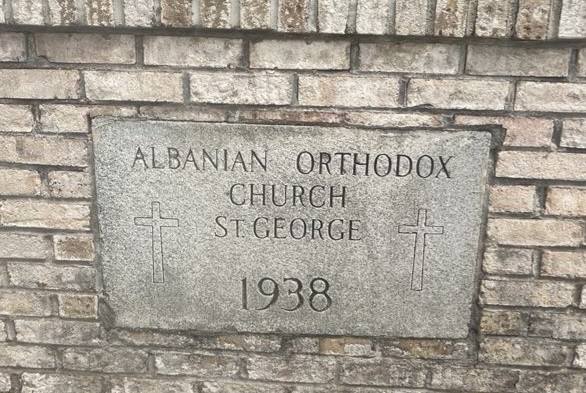 ALBANIAN ORTHODOX
CHURCH
ST. GEORGE
1938